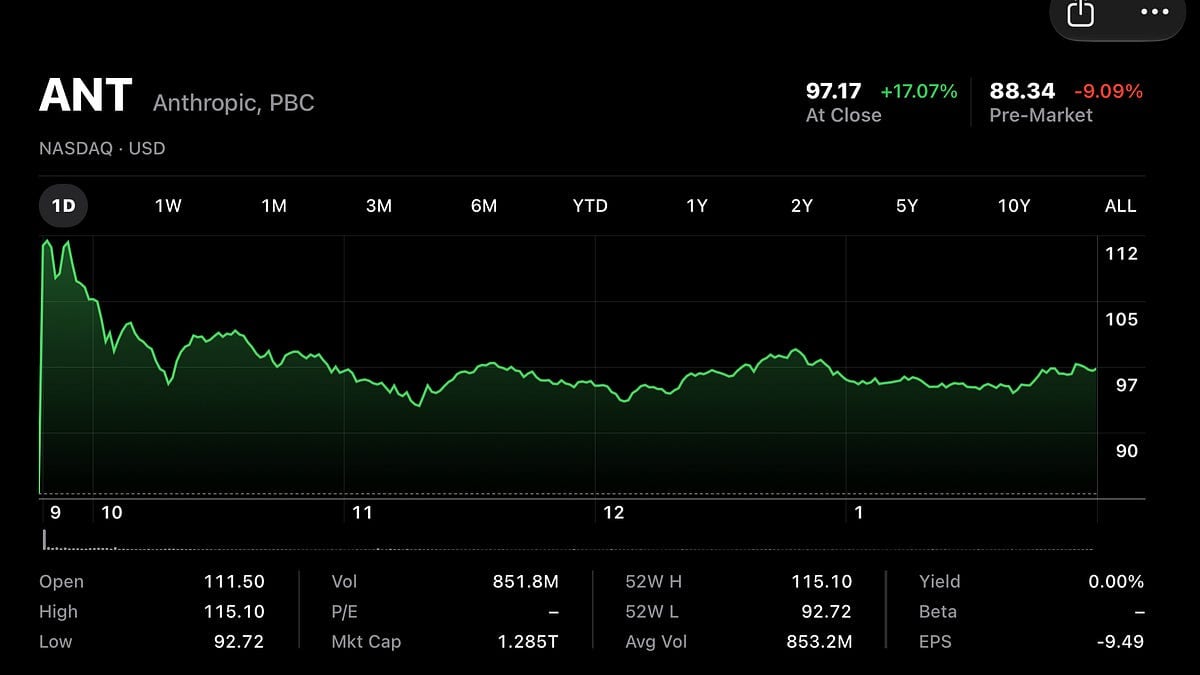 ANT Anthropic, PBC
97.17 +17.07% 88.34 -9.09%
At Close Pre-Market
NASDAQ · USD
1D 1W 1M 3M 6M YTD 1Y 2Y 5Y 10Y ALL
112
105
97
90
9 10 11 12 1
Open 111.50 Vol 851.8M 52W H 115.10 Yield 0.00%
High 115.10 P/E – 52W L 92.72 Beta –
Low 92.72 Mkt Cap 1.285T Avg Vol 853.2M EPS -9.49